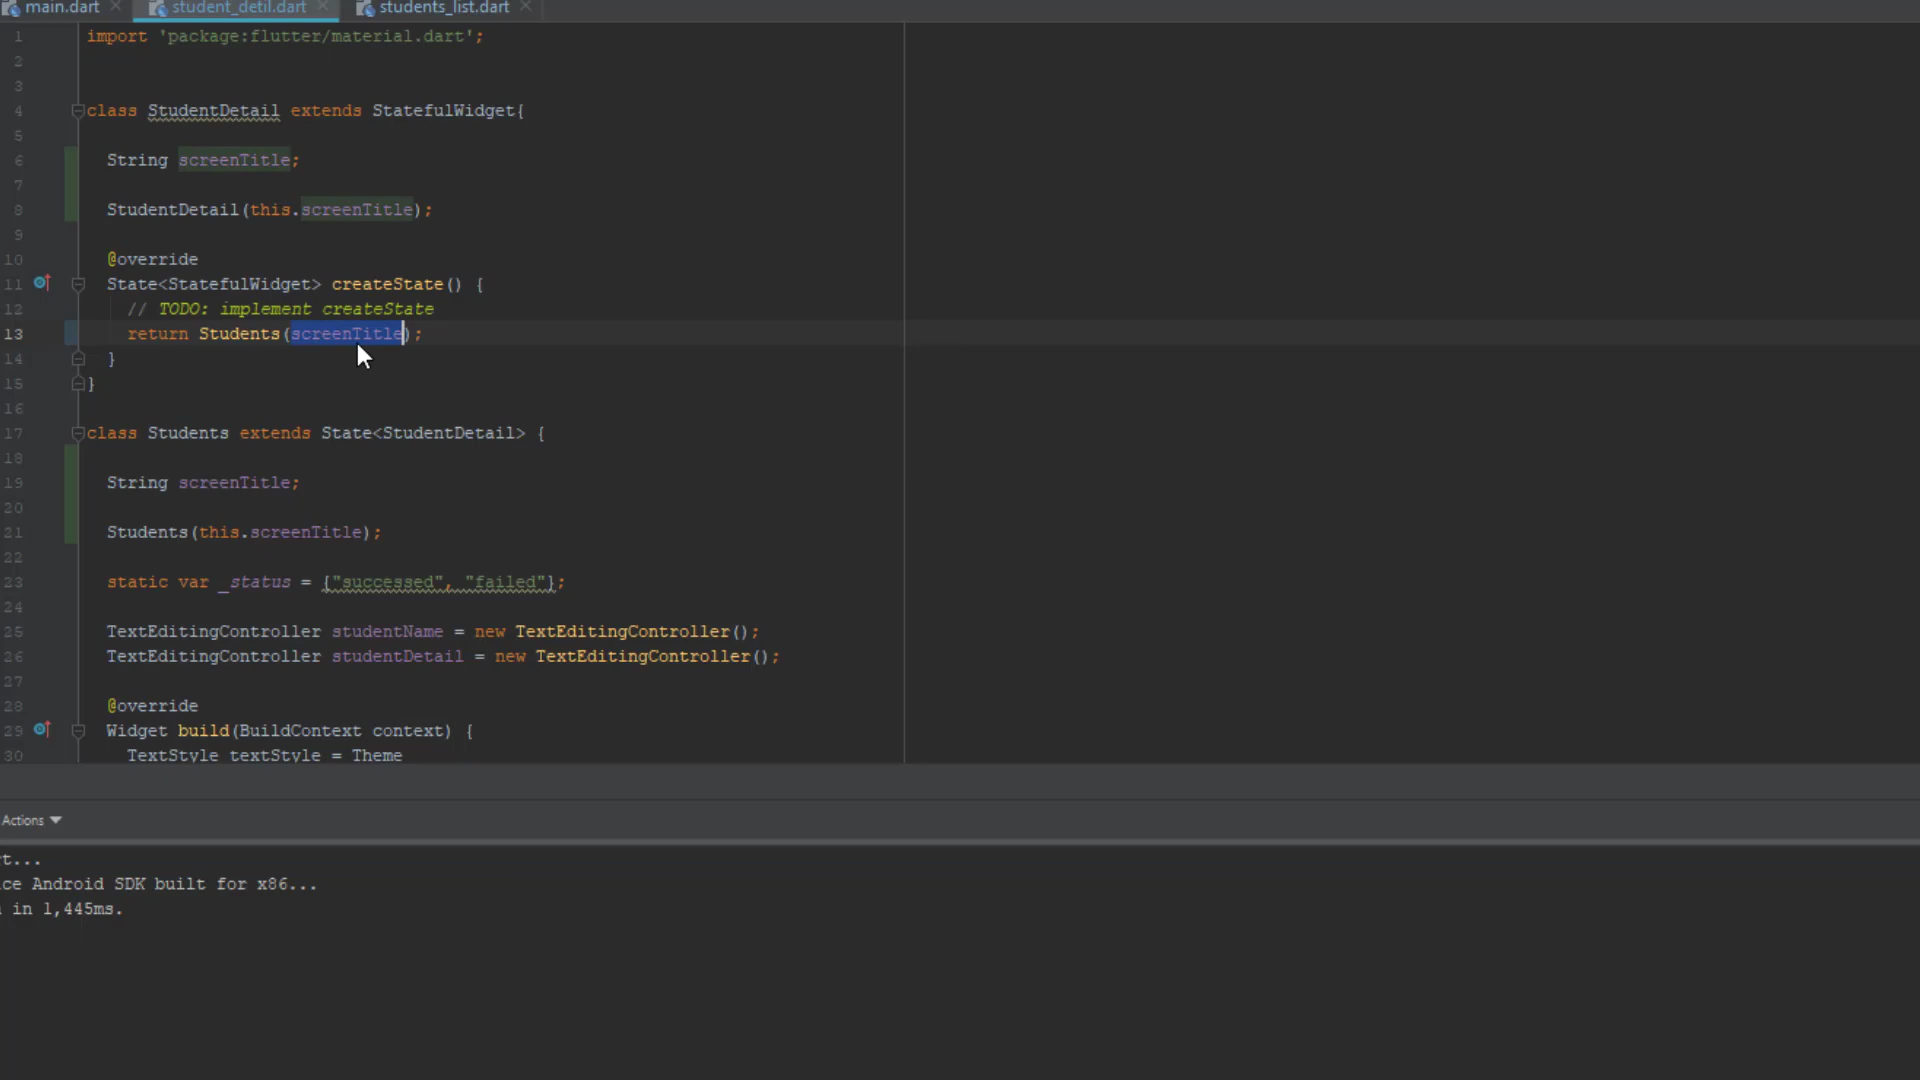 main.dart student_detil.dart students_list.dart
1 import 'package:flutter/material.dart';
2
3
4 class StudentDetail extends StatefulWidget{
5
6 String screenTitle;
7
8 StudentDetail(this.screenTitle);
9
10 @override
11 State<StatefulWidget> createState() {
12 // TODO: implement createState
13 return Students(screenTitle);
14 }
15 }
16
17 class Students extends State<StudentDetail> {
18
19 String screenTitle;
20
21 Students(this.screenTitle);
22
23 static var _status = {"successed", "failed"};
24
25 TextEditingController studentName = new TextEditingController();
26 TextEditingController studentDetail = new TextEditingController();
27
28 @override
29 Widget build(BuildContext context) {
30 TextStyle textStyle = Theme
Actions
t...
ce Android SDK built for x86...
in 1,445ms.